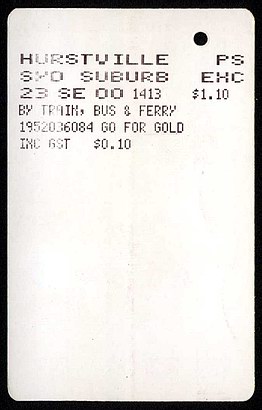 HURSTVILLE PS
SYD SUBURB EXC
23 SE 00 1413 $1.10
BY TRAIN, BUS & FERRY
1952036084 GO FOR GOLD
INC GST $0.10